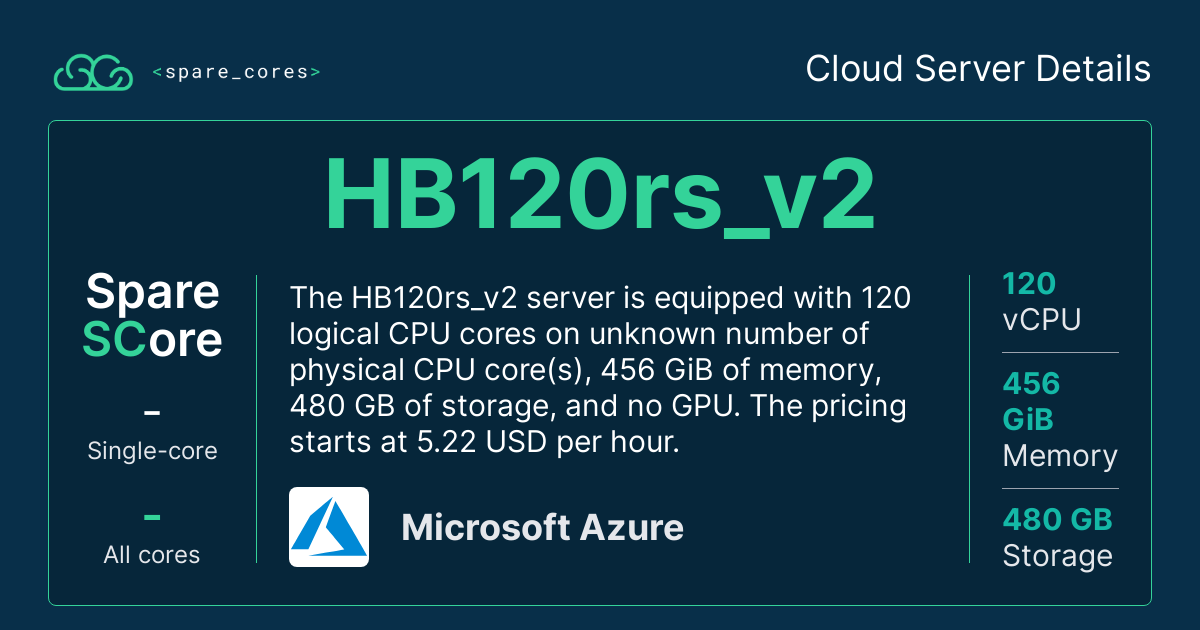 <spare_cores>
Cloud Server Details
HB120rs_v2
Spare
SCore
–
Single-core
–
All cores
The HB120rs_v2 server is equipped with 120
logical CPU cores on unknown number of
physical CPU core(s), 456 GiB of memory,
480 GB of storage, and no GPU. The pricing
starts at 5.22 USD per hour.
Microsoft Azure
120
vCPU
456
GiB
Memory
480 GB
Storage